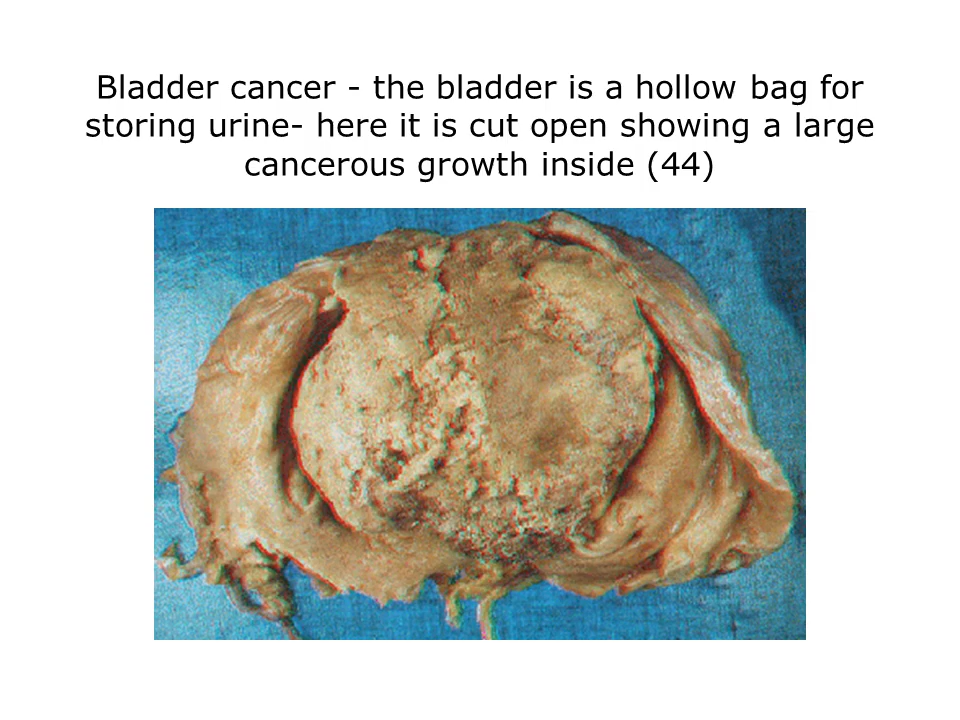 Bladder cancer - the bladder is a hollow bag for
storing urine- here it is cut open showing a large
cancerous growth inside (44)